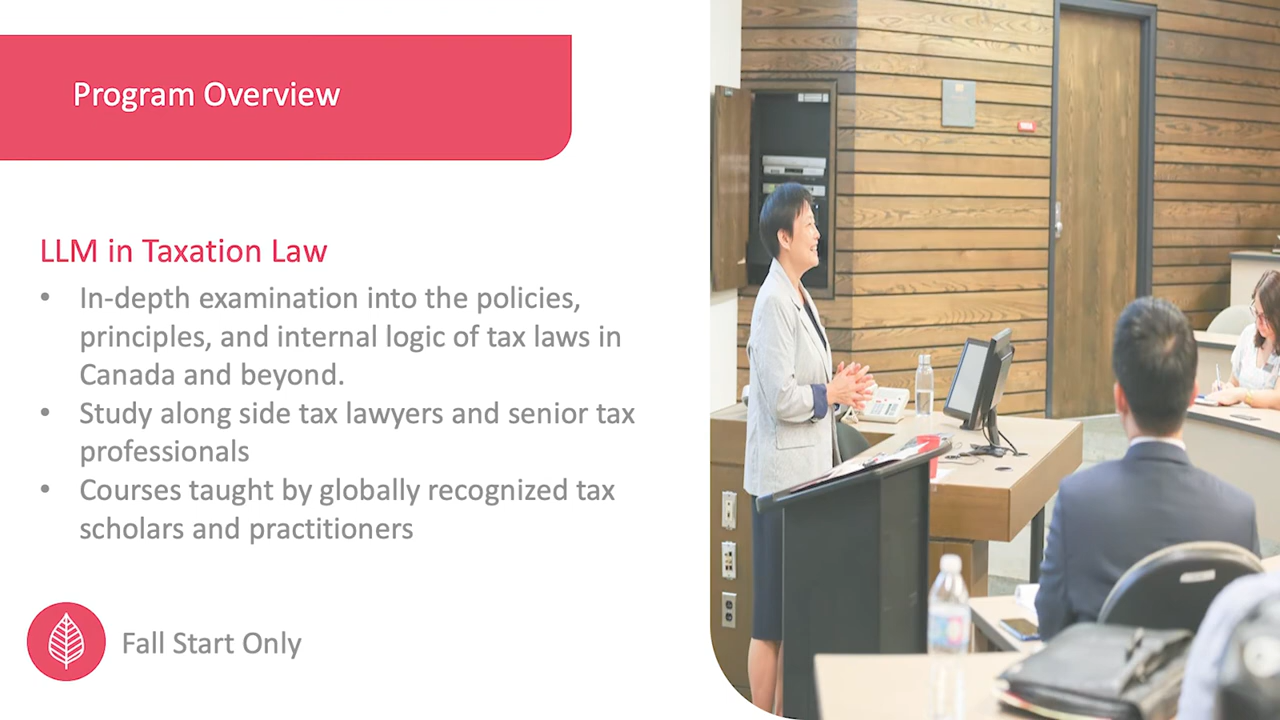 Program Overview
LLM in Taxation Law
• In-depth examination into the policies,
principles, and internal logic of tax laws in
Canada and beyond.
• Study along side tax lawyers and senior tax
professionals
• Courses taught by globally recognized tax
scholars and practitioners
Fall Start Only